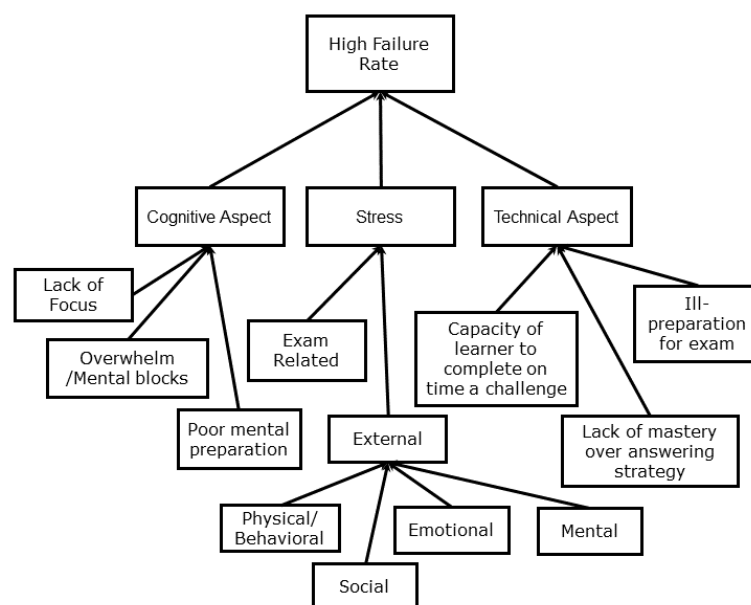 High Failure
Rate
Cognitive Aspect
Stress
Technical Aspect
Lack of
Focus
Overwhelm
/Mental blocks
Poor mental
preparation
Exam
Related
External
Capacity of
learner to
complete on
time a challenge
Ill-
preparation
for exam
Lack of mastery
over answering
strategy
Physical/
Behavioral
Social
Emotional
Mental